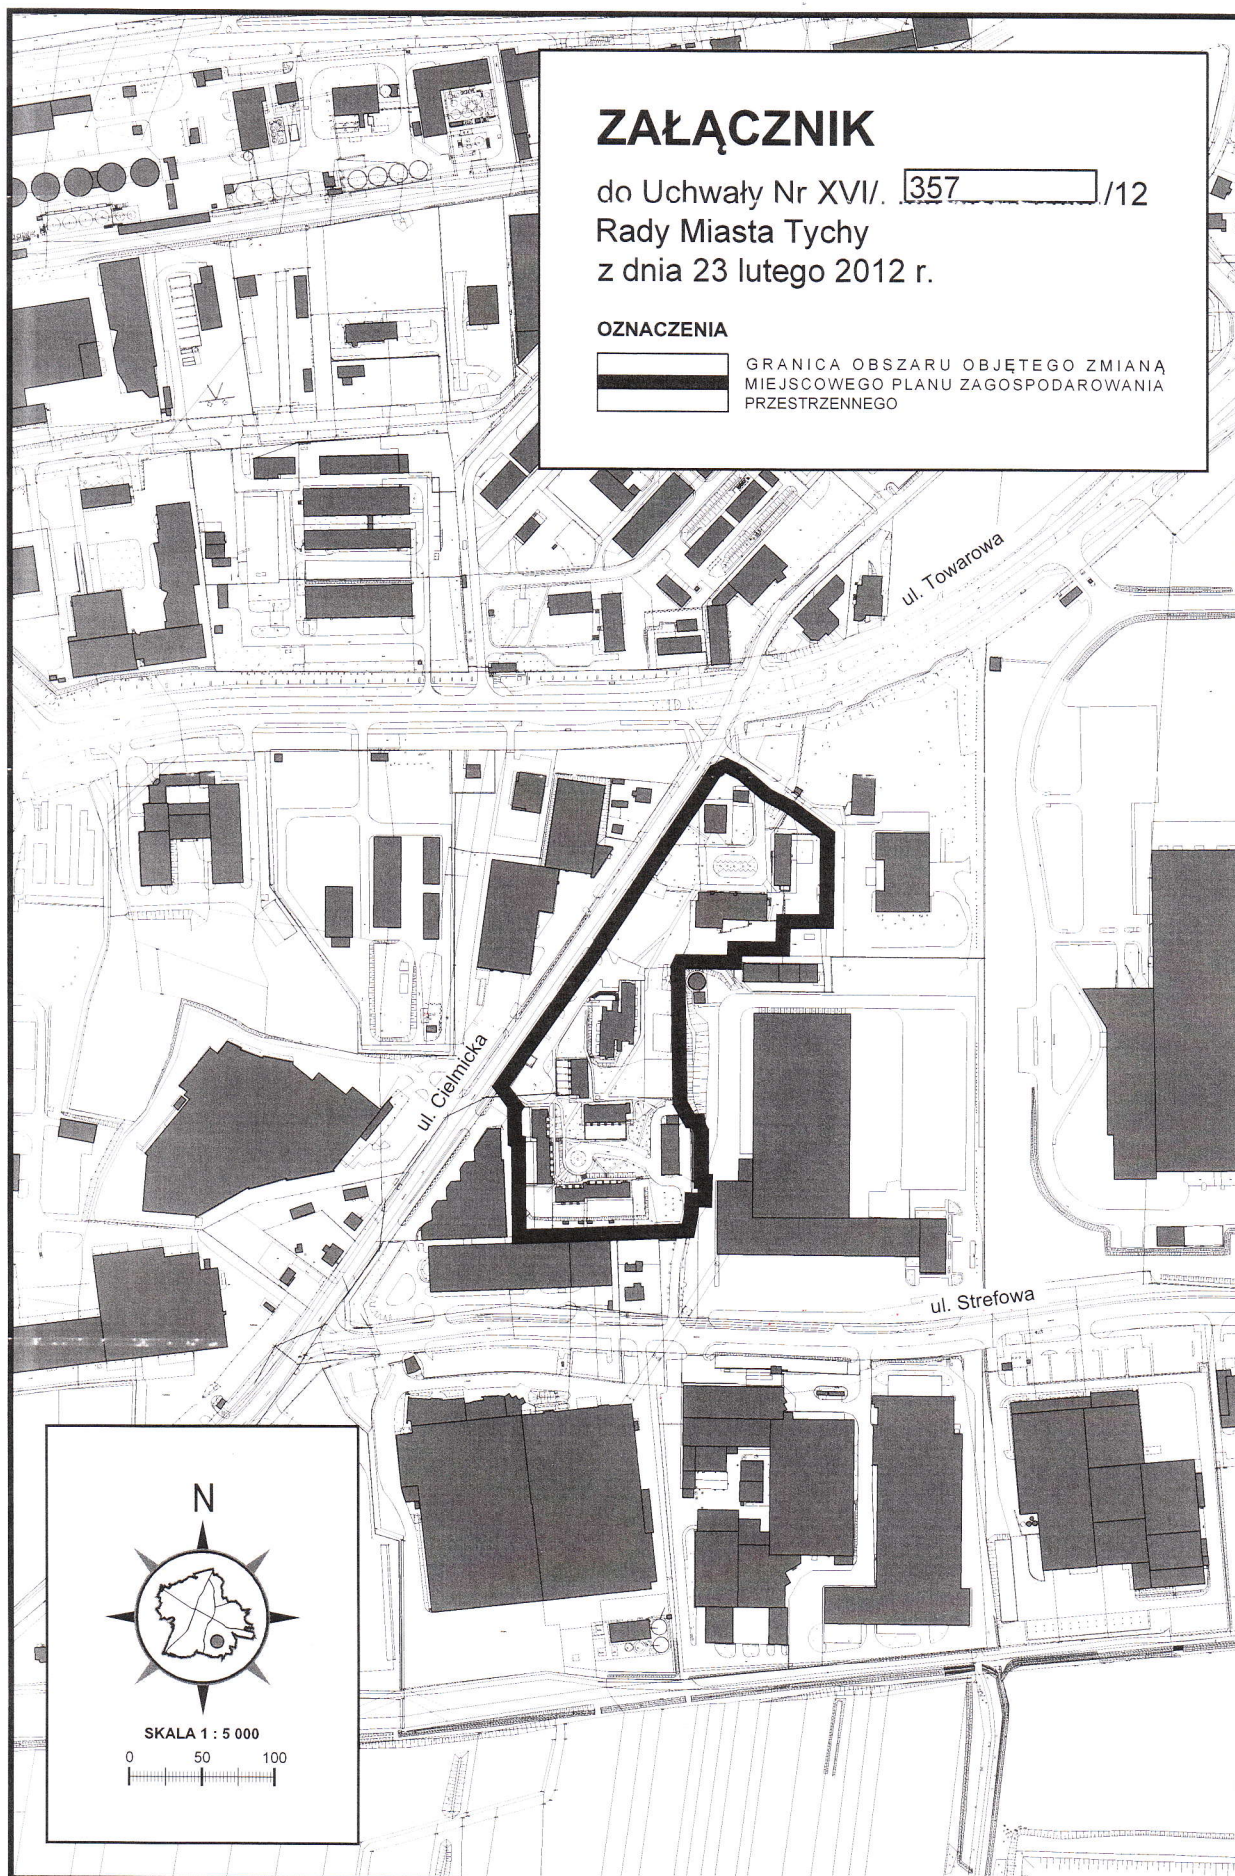 ZAŁĄCZNIK
do Uchwały Nr XVI/. 357 /12
Rady Miasta Tychy
z dnia 23 lutego 2012 r.
OZNACZENIA
GRANICA OBSZARU OBJĘTEGO ZMIANĄ
MIEJSCOWEGO PLANU ZAGOSPODAROWANIA
PRZESTRZENNEGO
ul. Towarowa
ul. Cielmicka
ul. Strefowa
N
SKALA 1 : 5 000
0 50 100